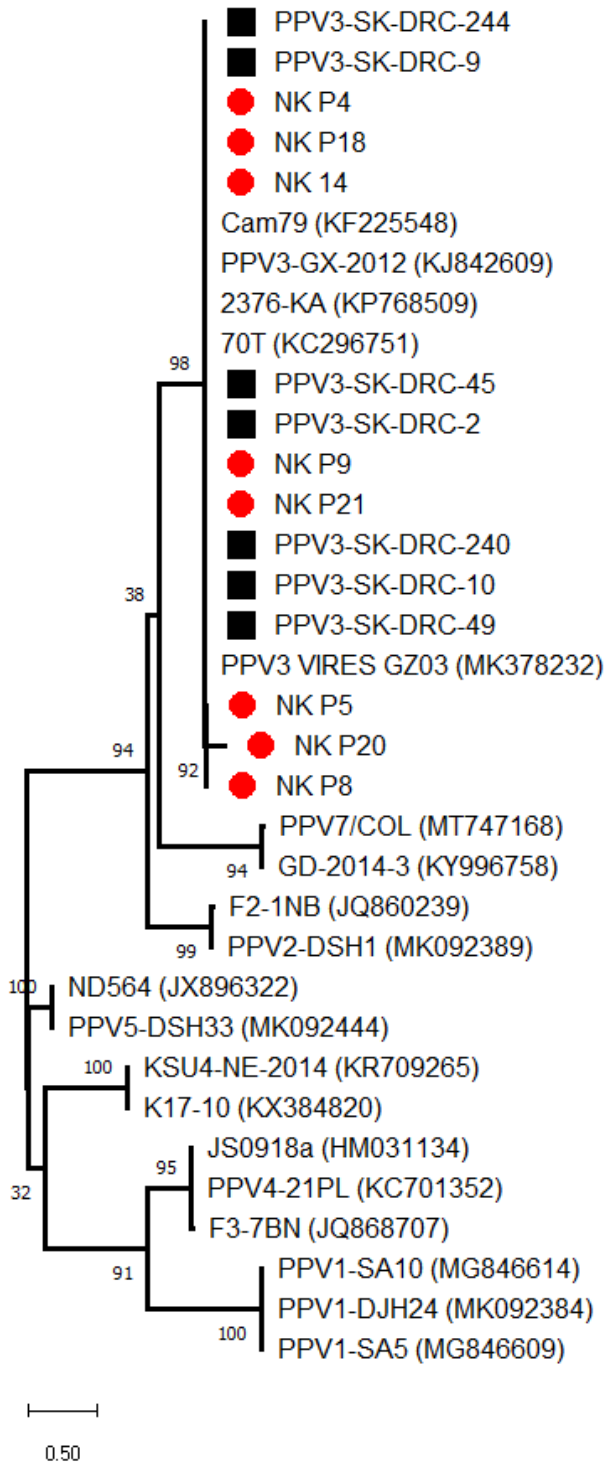 PPV3-SK-DRC-244
PPV3-SK-DRC-9
NK P4
NK P18
NK 14
Cam79 (KF225548)
PPV3-GX-2012 (KJ842609)
2376-KA (KP768509)
70T (KC296751)
98
PPV3-SK-DRC-45
PPV3-SK-DRC-2
NK P9
NK P21
PPV3-SK-DRC-240
PPV3-SK-DRC-10
38
PPV3-SK-DRC-49
PPV3 VIRES GZ03 (MK378232)
NK P5
94
NK P20
92
NK P8
PPV7/COL (MT747168)
GD-2014-3 (KY996758)
94
F2-1NB (JQ860239)
PPV2-DSH1 (MK092389)
99
ND564 (JX896322)
100
PPV5-DSH33 (MK092444)
KSU4-NE-2014 (KR709265)
100
K17-10 (KX384820)
JS0918a (HM031134)
95
PPV4-21PL (KC701352)
32
F3-7BN (JQ868707)
PPV1-SA10 (MG846614)
91
PPV1-DJH24 (MK092384)
100
PPV1-SA5 (MG846609)
0.50